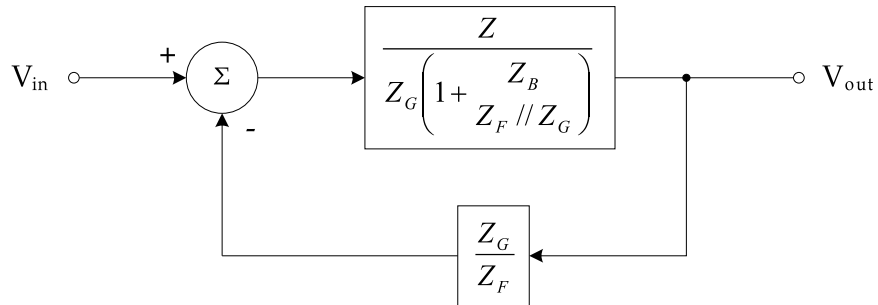 V_in
+
Σ
-
Z
Z_G(1+ Z_B
Z_F // Z_G)
V_out
Z_G
Z_F